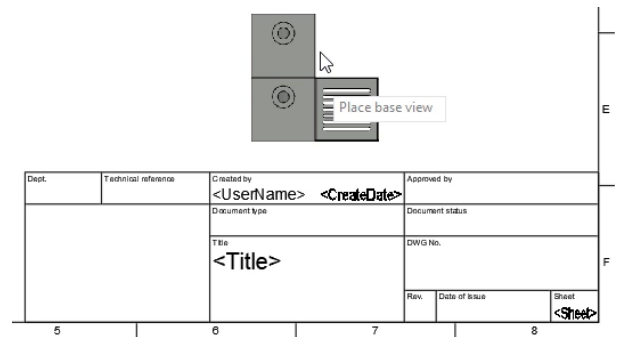 Place base view
E
Dept.
Technical reference
Created by
Approved by
<UserName> <CreateDate>
Document type
Document status
Title
DWG No.
<Title>
F
Rev.
Date of issue
Sheet
<Sheet>
5 6 7 8